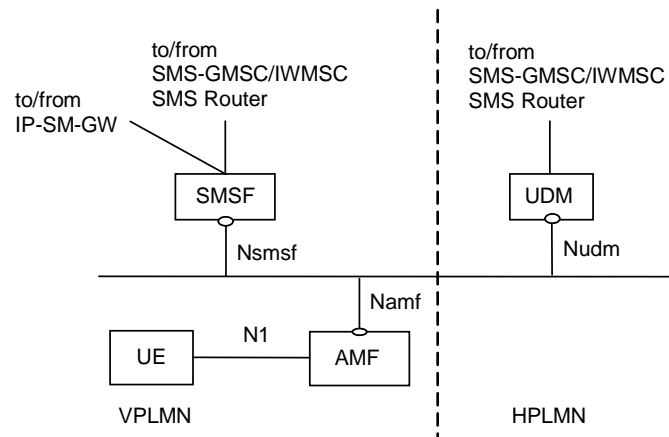 to/from
SMS-GMSC/IWMSC
SMS Router
to/from
IP-SM-GW
SMSF
Nsmsf
to/from
SMS-GMSC/IWMSC
SMS Router
UDM
Nudm
Namf
UE
N1
AMF
VPLMN
HPLMN